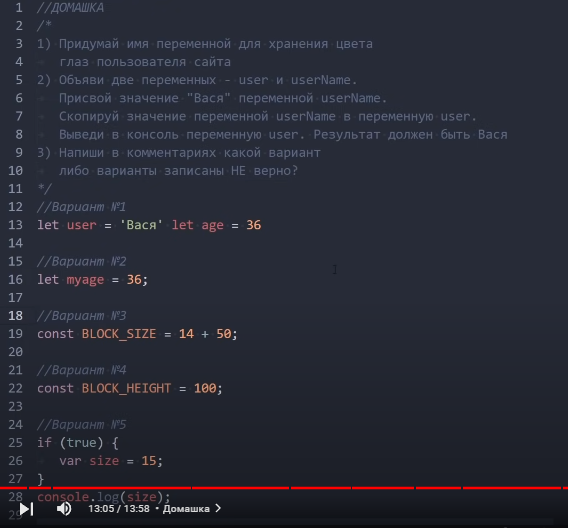 1 //ДОМАШКА
2 /*
3 1) Придумай имя переменной для хранения цвета
4 глаз пользователя сайта
5 2) Объяви две переменных - user и userName.
6 Присвой значение "Вася" переменной userName.
7 Скопируй значение переменной userName в переменную user.
8 Выведи в консоль переменную user. Результат должен быть Вася
9 3) Напиши в комментариях какой вариант
10 либо варианты записаны НЕ верно?
11 */
12 //Вариант №1
13 let user = 'Вася' let age = 36
14
15 //Вариант №2
16 let myage = 36;
17
18 //Вариант №3
19 const BLOCK_SIZE = 14 + 50;
20
21 //Вариант №4
22 const BLOCK_HEIGHT = 100;
23
24 //Вариант №5
25 if (true) {
26 var size = 15;
27 }
28 console.log(size);
13:05 / 13:58 • Домашка
29